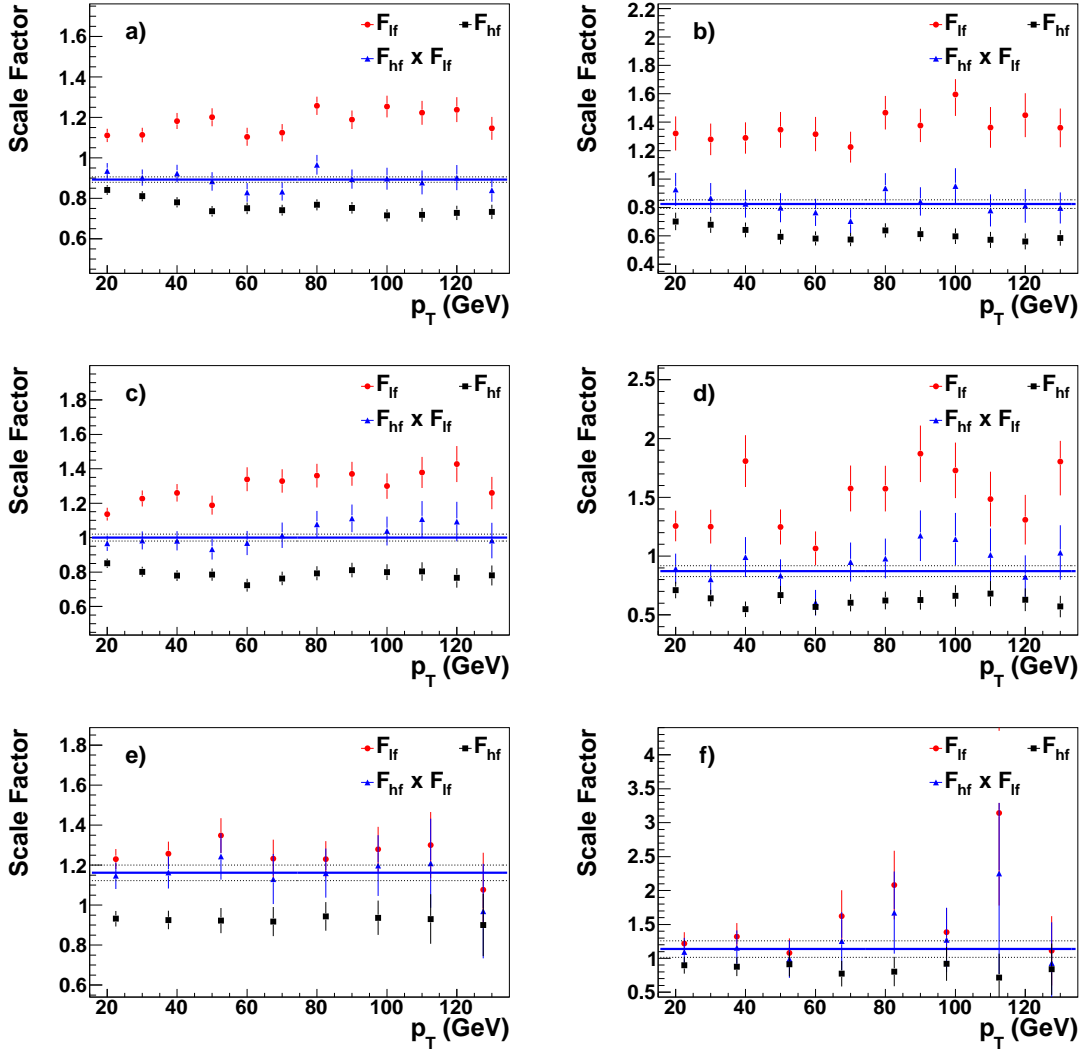 Scale Factor
a)
F_lf
F_hf
F_hf x F_lf
1.6
1.4
1.2
1
0.8
0.6
20 40 60 80 100 120
p_T (GeV)
Scale Factor
b)
F_lf
F_hf
F_hf x F_lf
2.2
2
1.8
1.6
1.4
1.2
1
0.8
0.6
0.4
20 40 60 80 100 120
p_T (GeV)
Scale Factor
c)
F_lf
F_hf
F_hf x F_lf
1.8
1.6
1.4
1.2
1
0.8
0.6
20 40 60 80 100 120
p_T (GeV)
Scale Factor
d)
F_lf
F_hf
F_hf x F_lf
2.5
2
1.5
1
0.5
20 40 60 80 100 120
p_T (GeV)
Scale Factor
e)
F_lf
F_hf
F_hf x F_lf
1.8
1.6
1.4
1.2
1
0.8
0.6
20 40 60 80 100 120
p_T (GeV)
Scale Factor
f)
F_lf
F_hf
F_hf x F_lf
4
3.5
3
2.5
2
1.5
1
0.5
20 40 60 80 100 120
p_T (GeV)